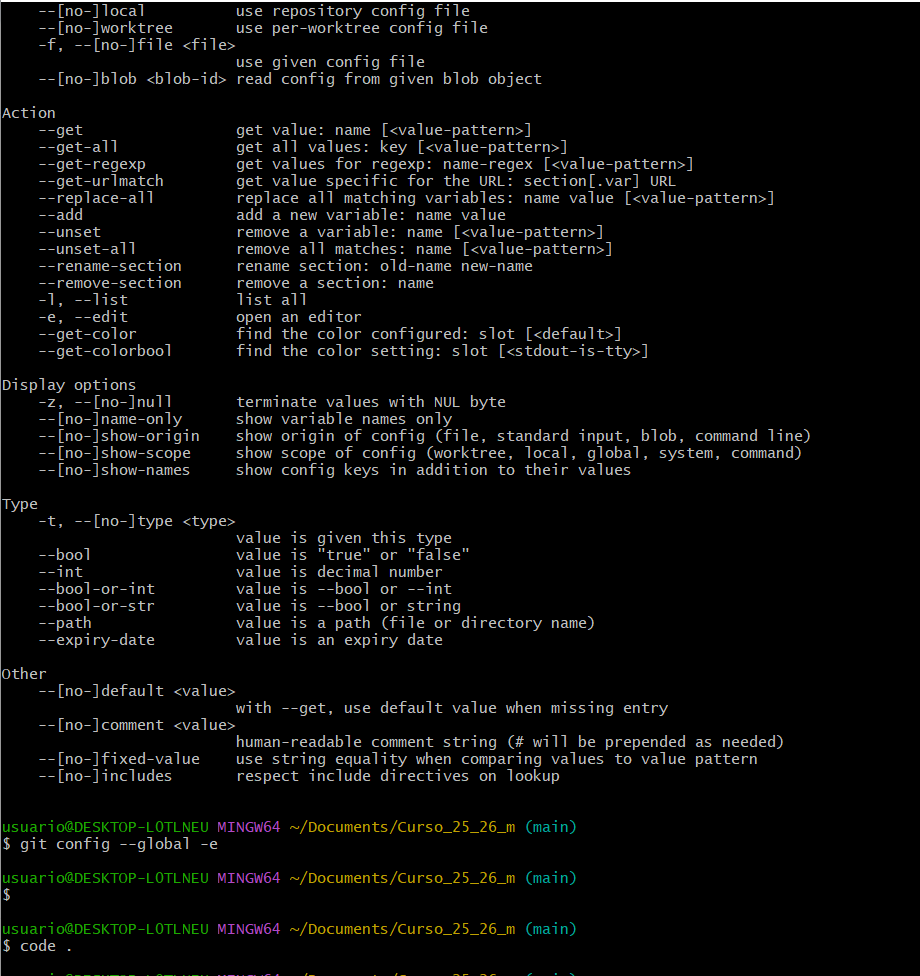 --[no-]local          use repository config file
--[no-]worktree       use per-worktree config file
-f, --[no-]file <file>
use given config file
--[no-]blob <blob-id> read config from given blob object
Action
--get                 get value: name [<value-pattern>]
--get-all             get all values: key [<value-pattern>]
--get-regexp          get values for regexp: name-regex [<value-pattern>]
--get-urlmatch        get value specific for the URL: section[.var] URL
--replace-all         replace all matching variables: name value [<value-pattern>]
--add                 add a new variable: name value
--unset               remove a variable: name [<value-pattern>]
--unset-all           remove all matches: name [<value-pattern>]
--rename-section      rename section: old-name new-name
--remove-section      remove a section: name
-l, --list            list all
-e, --edit            open an editor
--get-color           find the color configured: slot [<default>]
--get-colorbool       find the color setting: slot [<stdout-is-tty>]
Display options
-z, --[no-]null       terminate values with NUL byte
--[no-]name-only      show variable names only
--[no-]show-origin    show origin of config (file, standard input, blob, command line)
--[no-]show-scope     show scope of config (worktree, local, global, system, command)
--[no-]show-names     show config keys in addition to their values
Type
-t, --[no-]type <type>
value is given this type
--bool                value is "true" or "false"
--int                 value is decimal number
--bool-or-int         value is --bool or --int
--bool-or-str         value is --bool or string
--path                value is a path (file or directory name)
--expiry-date         value is an expiry date
Other
--[no-]default <value>
with --get, use default value when missing entry
--[no-]comment <value>
human-readable comment string (# will be prepended as needed)
--[no-]fixed-value    use string equality when comparing values to value pattern
--[no-]includes       respect include directives on lookup
usuario@DESKTOP-LOTLNEU MINGW64 ~/Documents/Curso_25_26_m (main)
$ git config --global -e
usuario@DESKTOP-LOTLNEU MINGW64 ~/Documents/Curso_25_26_m (main)
$
usuario@DESKTOP-LOTLNEU MINGW64 ~/Documents/Curso_25_26_m (main)
$ code .